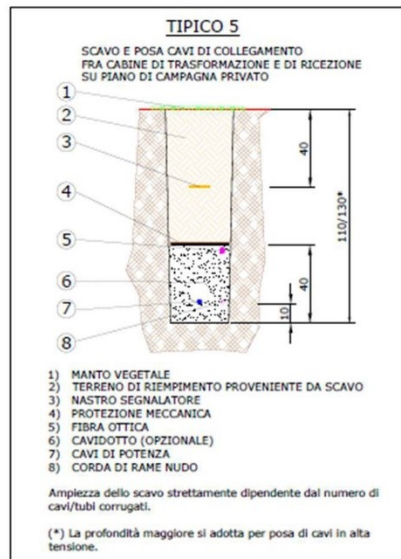 TIPICO 5
SCAVO E POSA CAVI DI COLLEGAMENTO
FRA CABINE DI TRASFORMAZIONE E DI RICEZIONE
SU PIANO DI CAMPAGNA PRIVATO
1
2
3
4
5
6
7
8
40
110/130*
40
10
1) MANTO VEGETALE
2) TERRENO DI RIEMPIMENTO PROVENIENTE DA SCAVO
3) NASTRO SEGNALATORE
4) PROTEZIONE MECCANICA
5) FIBRA OTTICA
6) CAVIDOTTO (OPZIONALE)
7) CAVI DI POTENZA
8) CORDA DI RAME NUDO
Ampiezza dello scavo strettamente dipendente dal numero di
cavi/tubi corrugati.
(*) La profondità maggiore si adotta per posa di cavi in alta
tensione.